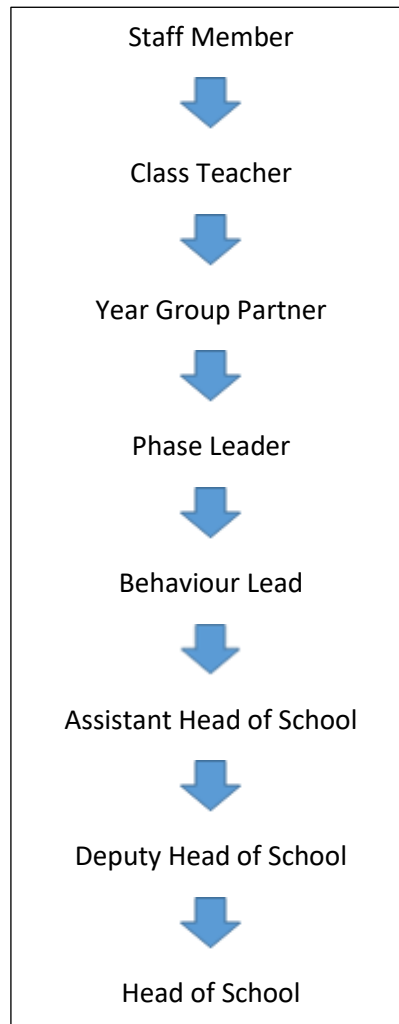 Staff Member
Class Teacher
Year Group Partner
Phase Leader
Behaviour Lead
Assistant Head of School
Deputy Head of School
Head of School